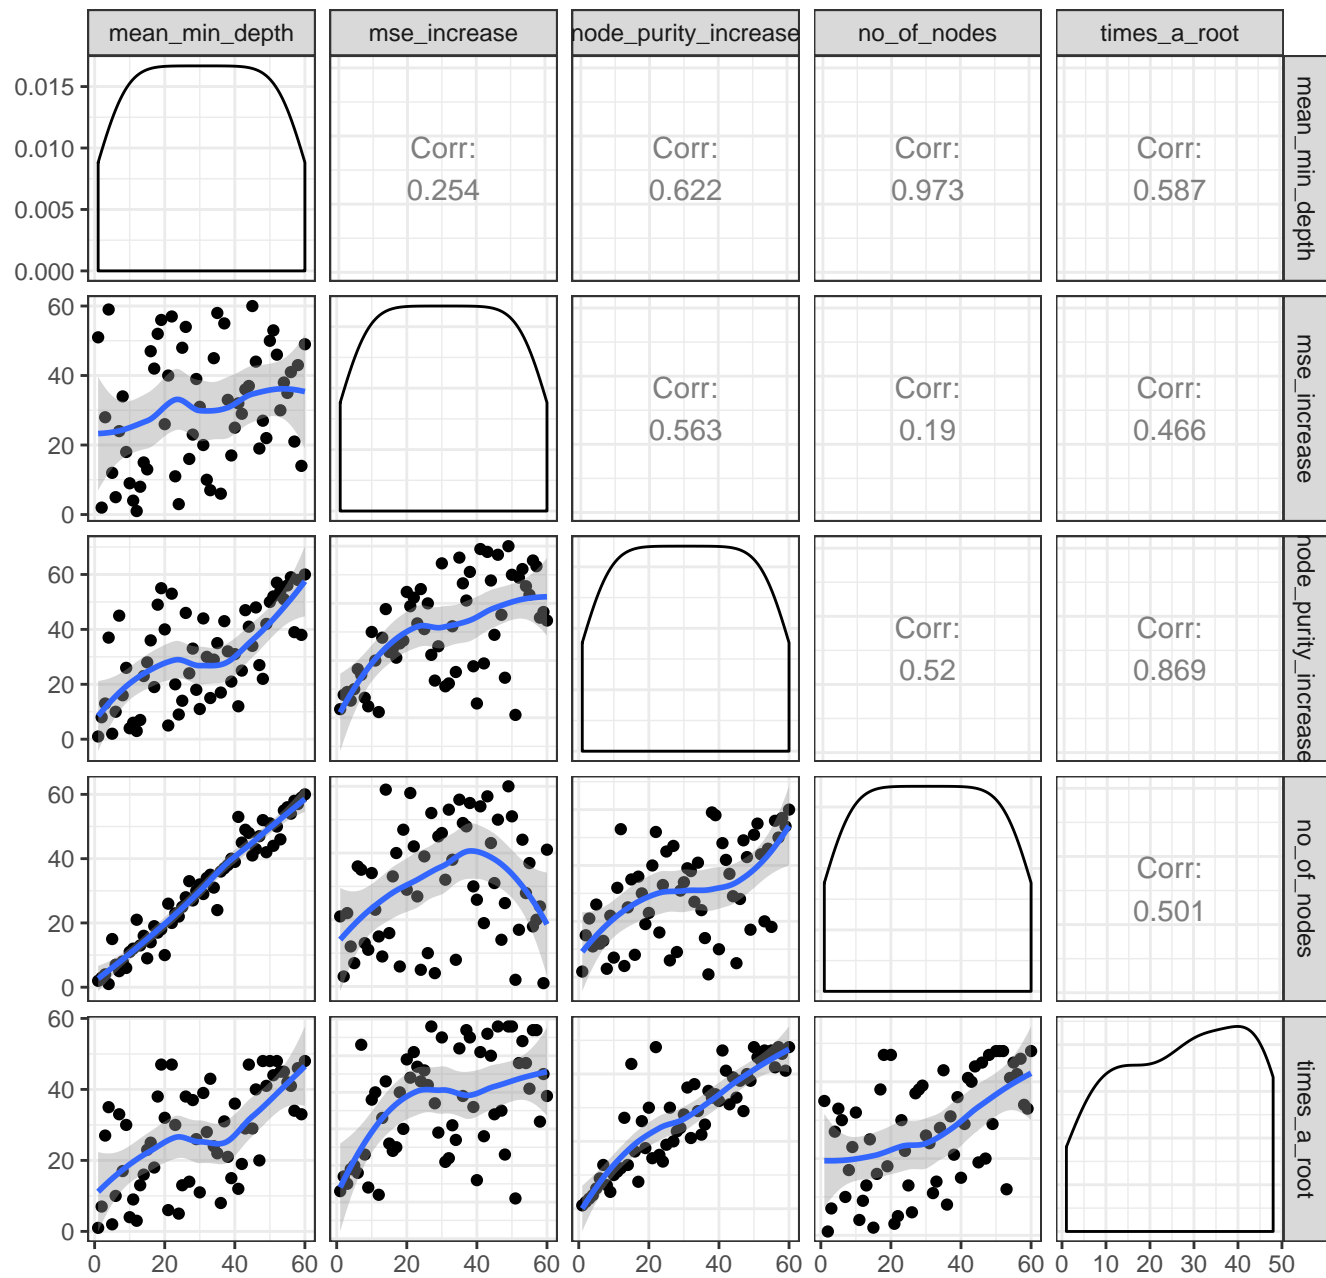 mean_min_depth mse_increase node_purity_increase no_of_nodes times_a_root
0.015
0.010
0.005
0.000
Corr:
0.254
Corr:
0.622
Corr:
0.973
Corr:
0.587
mean_min_depth
60
40
20
0
Corr:
0.563
Corr:
0.19
Corr:
0.466
mse_increase
60
40
20
0
Corr:
0.52
Corr:
0.869
node_purity_increase
60
40
20
0
Corr:
0.501
no_of_nodes
60
40
20
0
times_a_root
0 20 40 60 0 20 40 60 0 20 40 60 0 20 40 60 0 10 20 30 40 50